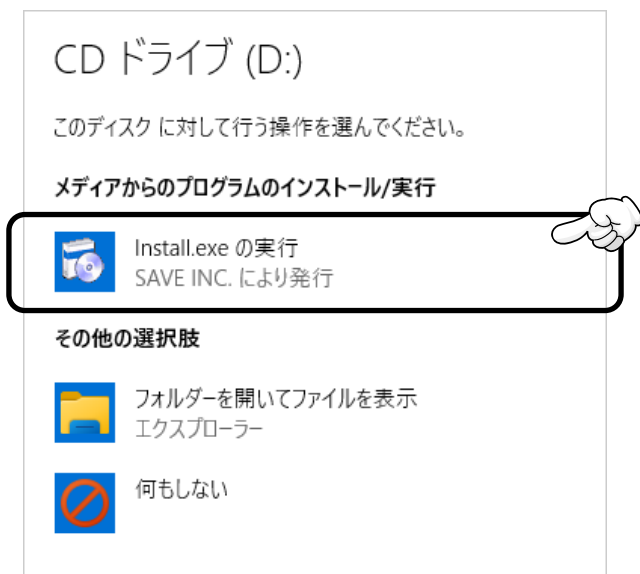 CD ドライブ (D:)
このディスク に対して行う操作を選んでください。
メディアからのプログラムのインストール/実行
Install.exe の実行
SAVE INC. により発行
その他の選択肢
フォルダーを開いてファイルを表示
エクスプローラー
何もしない